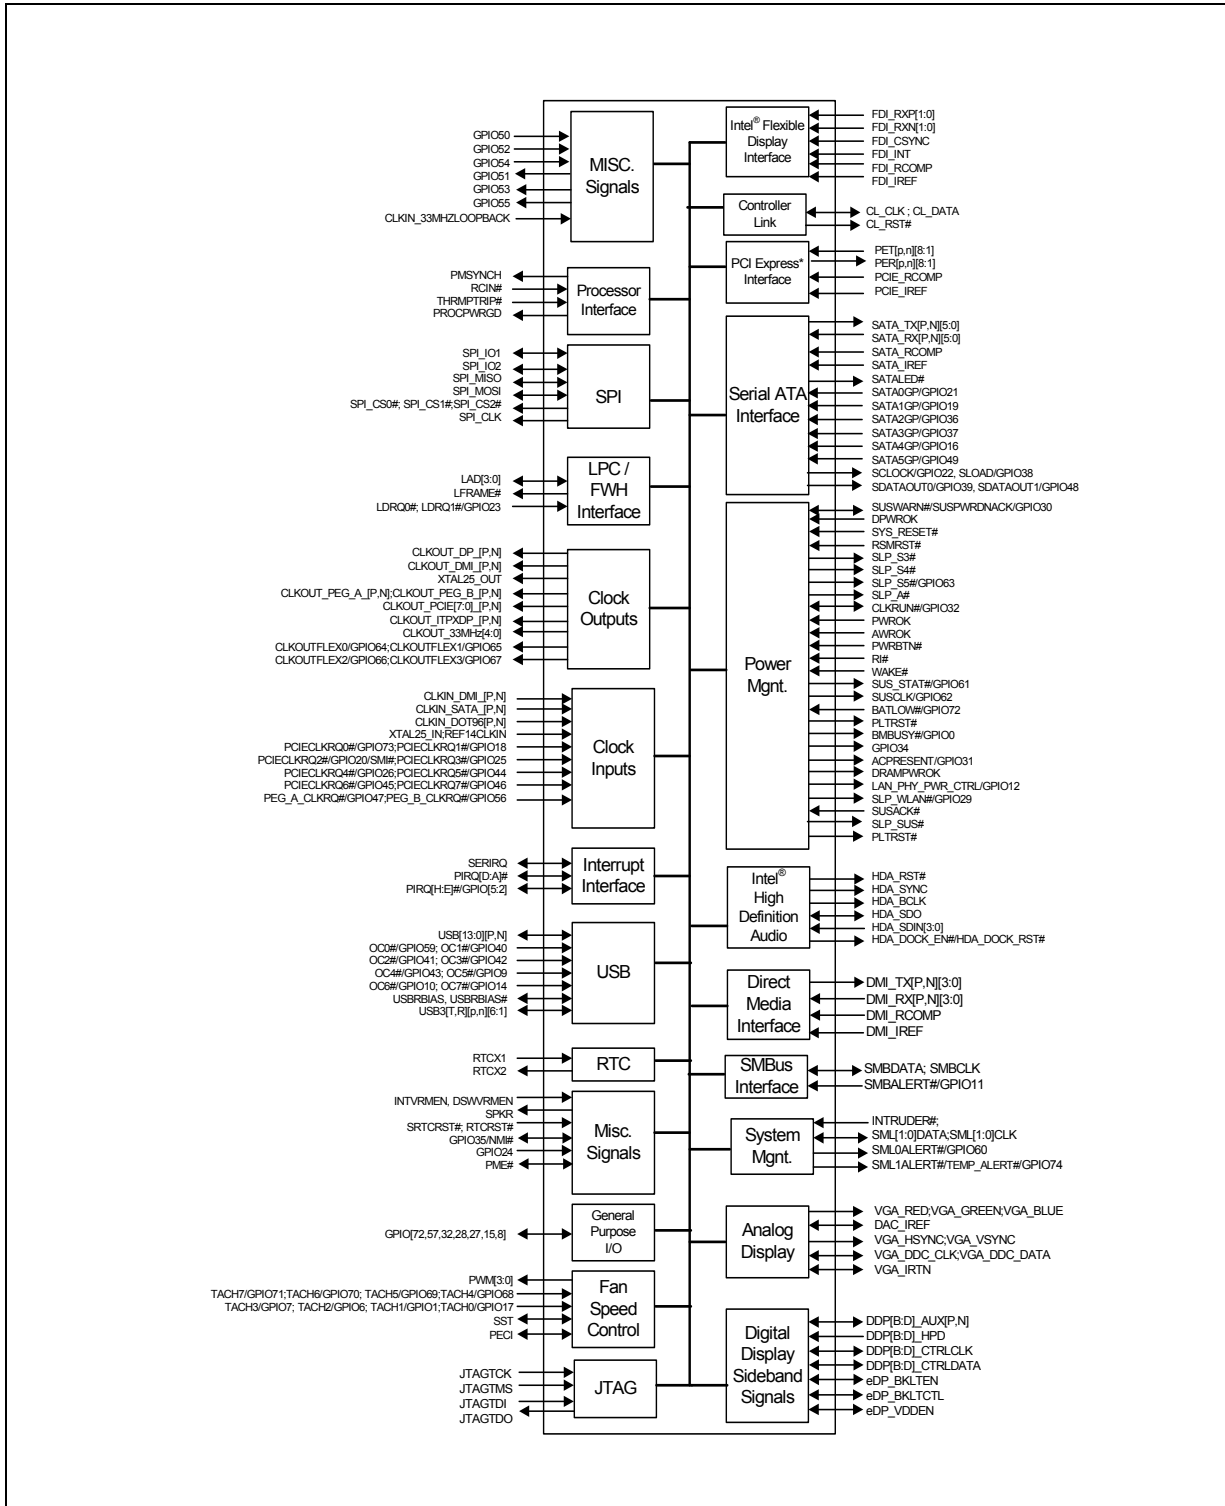 GPIO50
GPIO52
GPIO54
GPIO51
GPIO53
GPIO55
CLKIN_33MHZLOOPBACK
MISC.
Signals
PMSYNCH
RCIN#
THRMPTRIP#
PROCPWRGD
Processor
Interface
SPI_IO1
SPI_IO2
SPI_MISO
SPI_MOSI
SPI_CS0#; SPI_CS1#;SPI_CS2#
SPI_CLK
SPI
LAD[3:0]
LFRAME#
LDRQ0#; LDRQ1#/GPIO23
LPC /
FWH
Interface
CLKOUT_DP_[P,N]
CLKOUT_DMI_[P,N]
XTAL25_OUT
CLKOUT_PEG_A_[P,N];CLKOUT_PEG_B_[P,N]
CLKOUT_PCIE[7:0]_[P,N]
CLKOUT_ITPXDP_[P,N]
CLKOUT_33MHz[4:0]
CLKOUTFLEX0/GPIO64;CLKOUTFLEX1/GPIO65
CLKOUTFLEX2/GPIO66;CLKOUTFLEX3/GPIO67
Clock
Outputs
CLKIN_DMI_[P,N]
CLKIN_SATA_[P,N]
CLKIN_DOT96[P,N]
XTAL25_IN;REF14CLKIN
PCIECLKRQ0#/GPIO73;PCIECLKRQ1#/GPIO18
PCIECLKRQ2#/GPIO20/SMI#;PCIECLKRQ3#/GPIO25
PCIECLKRQ4#/GPIO26;PCIECLKRQ5#/GPIO44
PCIECLKRQ6#/GPIO45;PCIECLKRQ7#/GPIO46
PEG_A_CLKRQ#/GPIO47;PEG_B_CLKRQ#/GPIO56
Clock
Inputs
SERIRQ
PIRQ[D:A]#
PIRQ[H:E]#/GPIO[5:2]
Interrupt
Interface
USB[13:0][P,N]
OC0#/GPIO59; OC1#/GPIO40
OC2#/GPIO41; OC3#/GPIO42
OC4#/GPIO43; OC5#/GPIO9
OC6#/GPIO10; OC7#/GPIO14
USBRBIAS, USBRBIAS#
USB3[T,R][p,n][6:1]
USB
RTCX1
RTCX2
RTC
INTVRMEN, DSWVRMEN
SPKR
SRTCRST#; RTCRST#
GPIO35/NMI#
GPIO24
PME#
Misc.
Signals
GPIO[72,57,32,28,27,15,8]
General
Purpose
I/O
PWM[3:0]
TACH7/GPIO71;TACH6/GPIO70; TACH5/GPIO69;TACH4/GPIO68
TACH3/GPIO7; TACH2/GPIO6; TACH1/GPIO1;TACH0/GPIO17
SST
PECI
Fan
Speed
Control
JTAGTCK
JTAGTMS
JTAGTDI
JTAGTDO
JTAG
Intel® Flexible
Display
Interface
FDI_RXP[1:0]
FDI_RXN[1:0]
FDI_CSYNC
FDI_INT
FDI_RCOMP
FDI_IREF
Controller
Link
CL_CLK ; CL_DATA
CL_RST#
PCI Express*
Interface
PET[p,n][8:1]
PER[p,n][8:1]
PCIE_RCOMP
PCIE_IREF
Serial ATA
Interface
SATA_TX[P,N][5:0]
SATA_RX[P,N][5:0]
SATA_RCOMP
SATA_IREF
SATALED#
SATA0GP/GPIO21
SATA1GP/GPIO19
SATA2GP/GPIO36
SATA3GP/GPIO37
SATA4GP/GPIO16
SATA5GP/GPIO49
SCLOCK/GPIO22, SLOAD/GPIO38
SDATAOUT0/GPIO39, SDATAOUT1/GPIO48
Power
Mgnt.
SUSWARN#/SUSPWRDNACK/GPIO30
DPWROK
SYS_RESET#
RSMRST#
SLP_S3#
SLP_S4#
SLP_S5#/GPIO63
SLP_A#
CLKRUN#/GPIO32
PWROK
AWROK
PWRBTN#
RI#
WAKE#
SUS_STAT#/GPIO61
SUSCLK/GPIO62
BATLOW#/GPIO72
PLTRST#
BMBUSY#/GPIO0
GPIO34
ACPRESENT/GPIO31
DRAMPWROK
LAN_PHY_PWR_CTRL/GPIO12
SLP_WLAN#/GPIO29
SUSACK#
SLP_SUS#
PLTRST#
Intel®
High
Definition
Audio
HDA_RST#
HDA_SYNC
HDA_BCLK
HDA_SDO
HDA_SDIN[3:0]
HDA_DOCK_EN#/HDA_DOCK_RST#
Direct
Media
Interface
DMI_TX[P,N][3:0]
DMI_RX[P,N][3:0]
DMI_RCOMP
DMI_IREF
SMBus
Interface
SMBDATA; SMBCLK
SMBALERT#/GPIO11
System
Mgnt.
INTRUDER#;
SML[1:0]DATA;SML[1:0]CLK
SML0ALERT#/GPIO60
SML1ALERT#/TEMP_ALERT#/GPIO74
Analog
Display
VGA_RED;VGA_GREEN;VGA_BLUE
DAC_IREF
VGA_HSYNC;VGA_VSYNC
VGA_DDC_CLK;VGA_DDC_DATA
VGA_IRTN
Digital
Display
Sideband
Signals
DDP[B:D]_AUX[P,N]
DDP[B:D]_HPD
DDP[B:D]_CTRLCLK
DDP[B:D]_CTRLDATA
eDP_BKLTEN
eDP_BKLTCTL
eDP_VDDEN